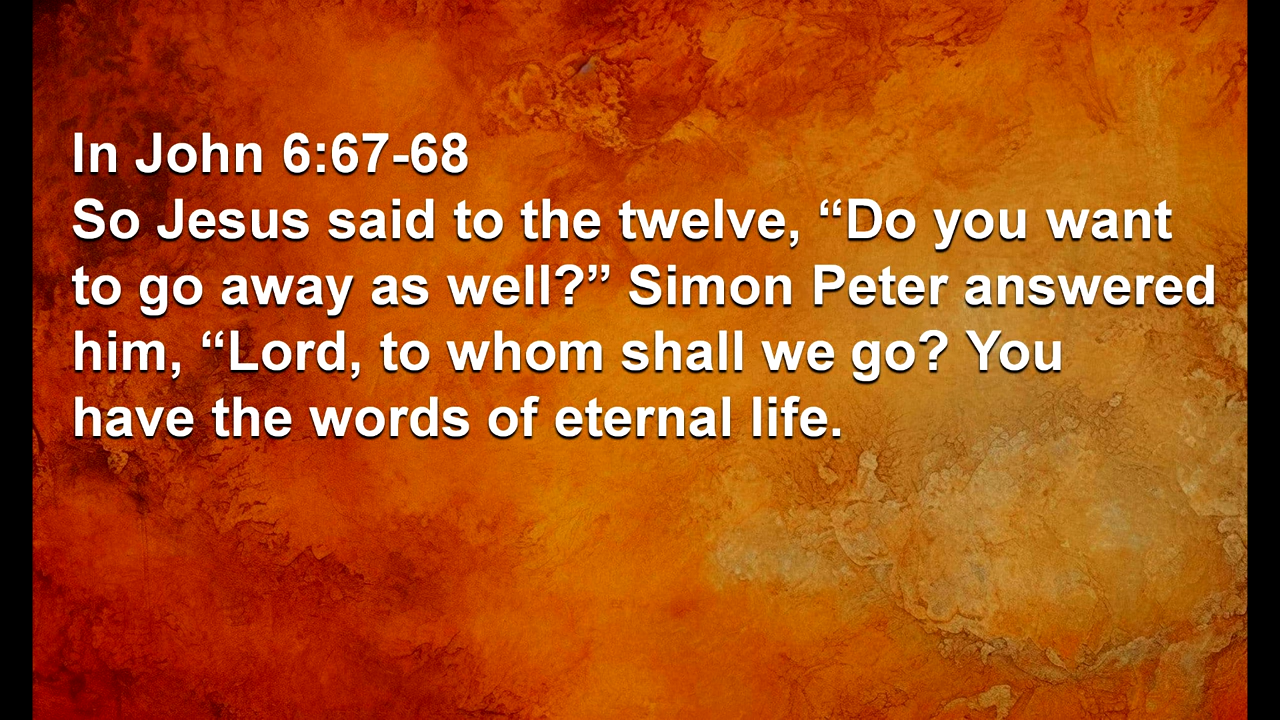 In John 6:67-68
So Jesus said to the twelve, “Do you want
to go away as well?” Simon Peter answered
him, “Lord, to whom shall we go? You
have the words of eternal life.